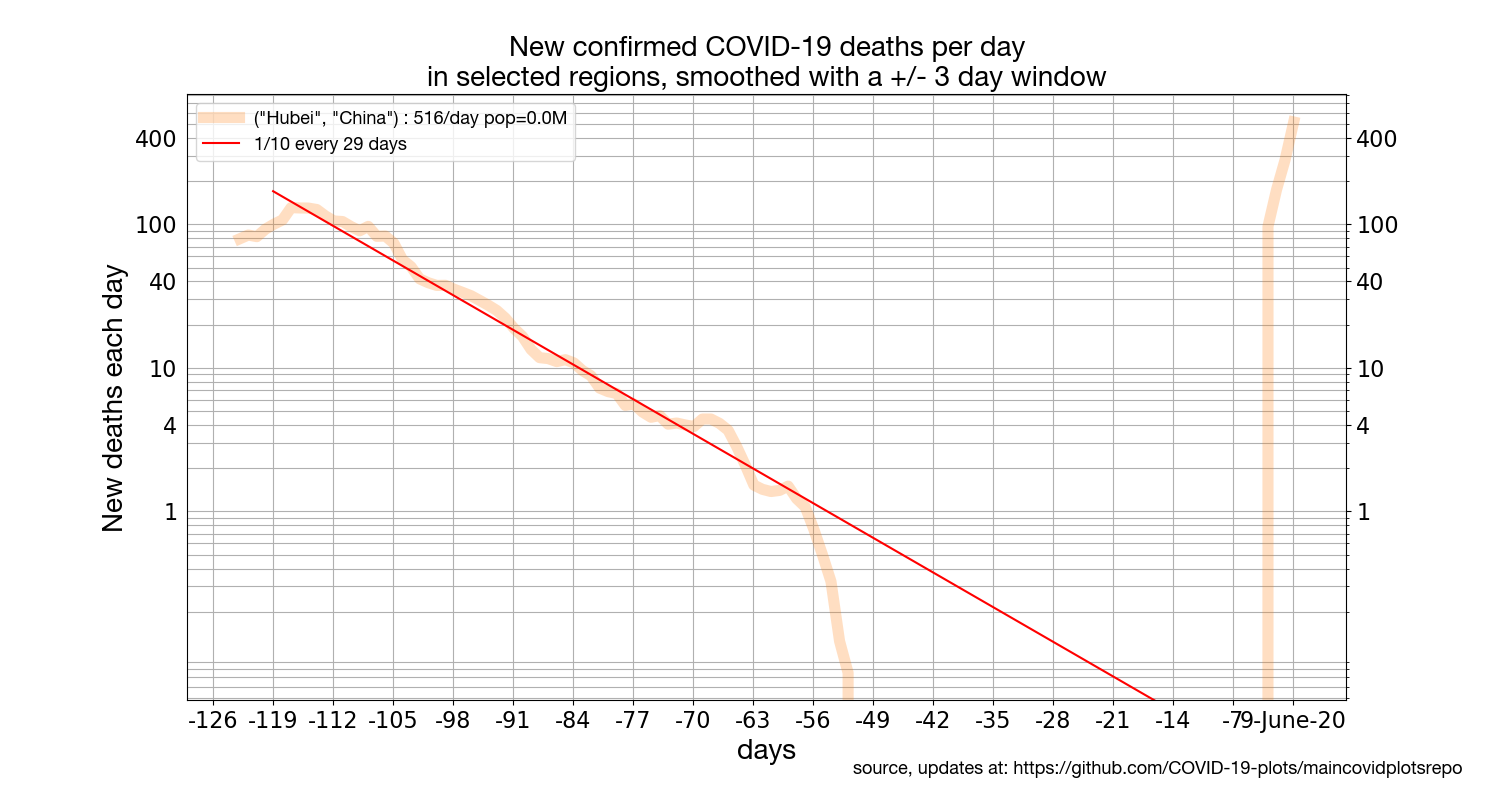 New confirmed COVID-19 deaths per day
in selected regions, smoothed with a +/- 3 day window
("Hubei", "China") : 516/day pop=0.0M
1/10 every 29 days
New deaths each day
400
100
40
10
4
1
400
100
40
10
4
1
-126 -119 -112 -105 -98 -91 -84 -77 -70 -63 -56 -49 -42 -35 -28 -21 -14 -7 9-June-20
days
source, updates at: https://github.com/COVID-19-plots/maincovidplotsrepo